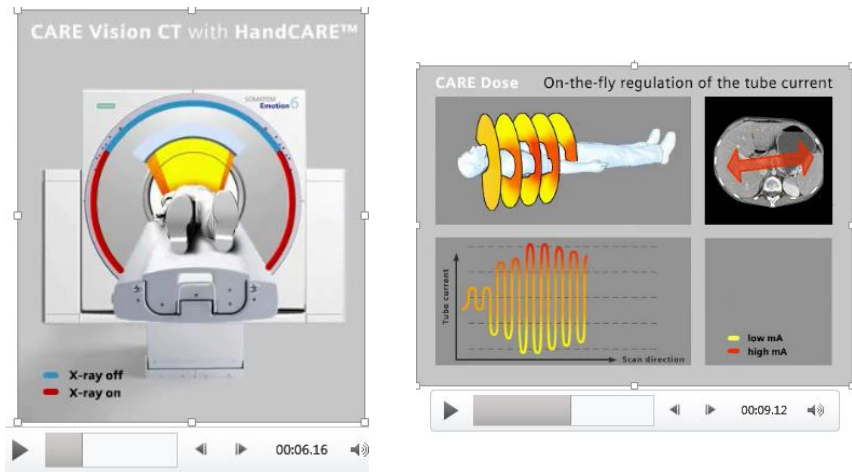 CARE Vision CT with HandCARE™
SOMATOM
Emotion 6
X-ray off
X-ray on
00:06.16
CARE Dose On-the-fly regulation of the tube current
Tube current
Scan direction
low mA
high mA
00:09.12